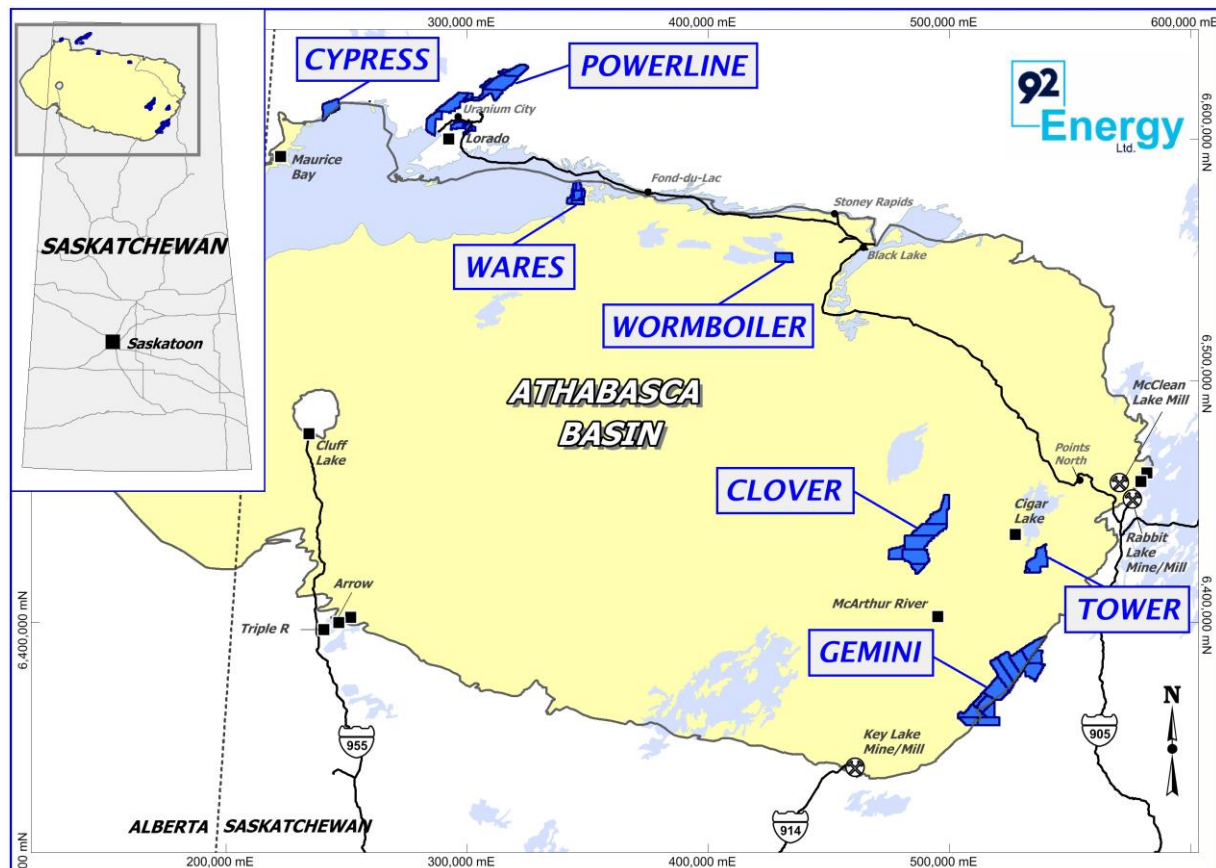 300,000 mE
400,000 mE
500,000 mE
600,000 mE
CYPRESS
POWERLINE
92
Energy
Ltd.
6,600,000 mN
Uranium City
Lorado
Maurice
Bay
Fond-du-Lac
Stoney Rapids
SASKATCHEWAN
WARES
Black Lake
WORMBOILER
Saskatoon
6,500,000 mN
ATHABASCA
BASIN
McClean
Lake Mill
Cluff
Lake
Points
North
CLOVER
Cigar
Lake
Rabbit
Lake
Mine/Mill
Arrow
McArthur River
TOWER
Triple R
6,400,000 mN
6,400,000 mN
GEMINI
N
955
Key Lake
Mine/Mill
905
ALBERTA
SASKATCHEWAN
914
00 mN
200,000 mE
300,000 mE
400,000 mE
500,000 mE